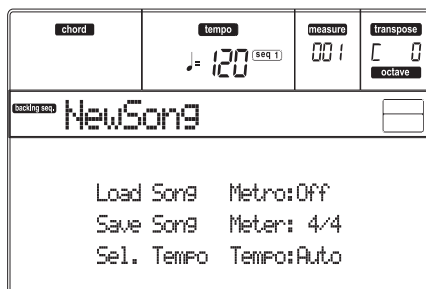 chord
tempo
measure
transpose
♩= 120 seq 1
001
C 0
octave
backing seq. NewSong
Load Song Metro:Off
Save Song Meter: 4/4
Sel. Tempo Tempo:Auto